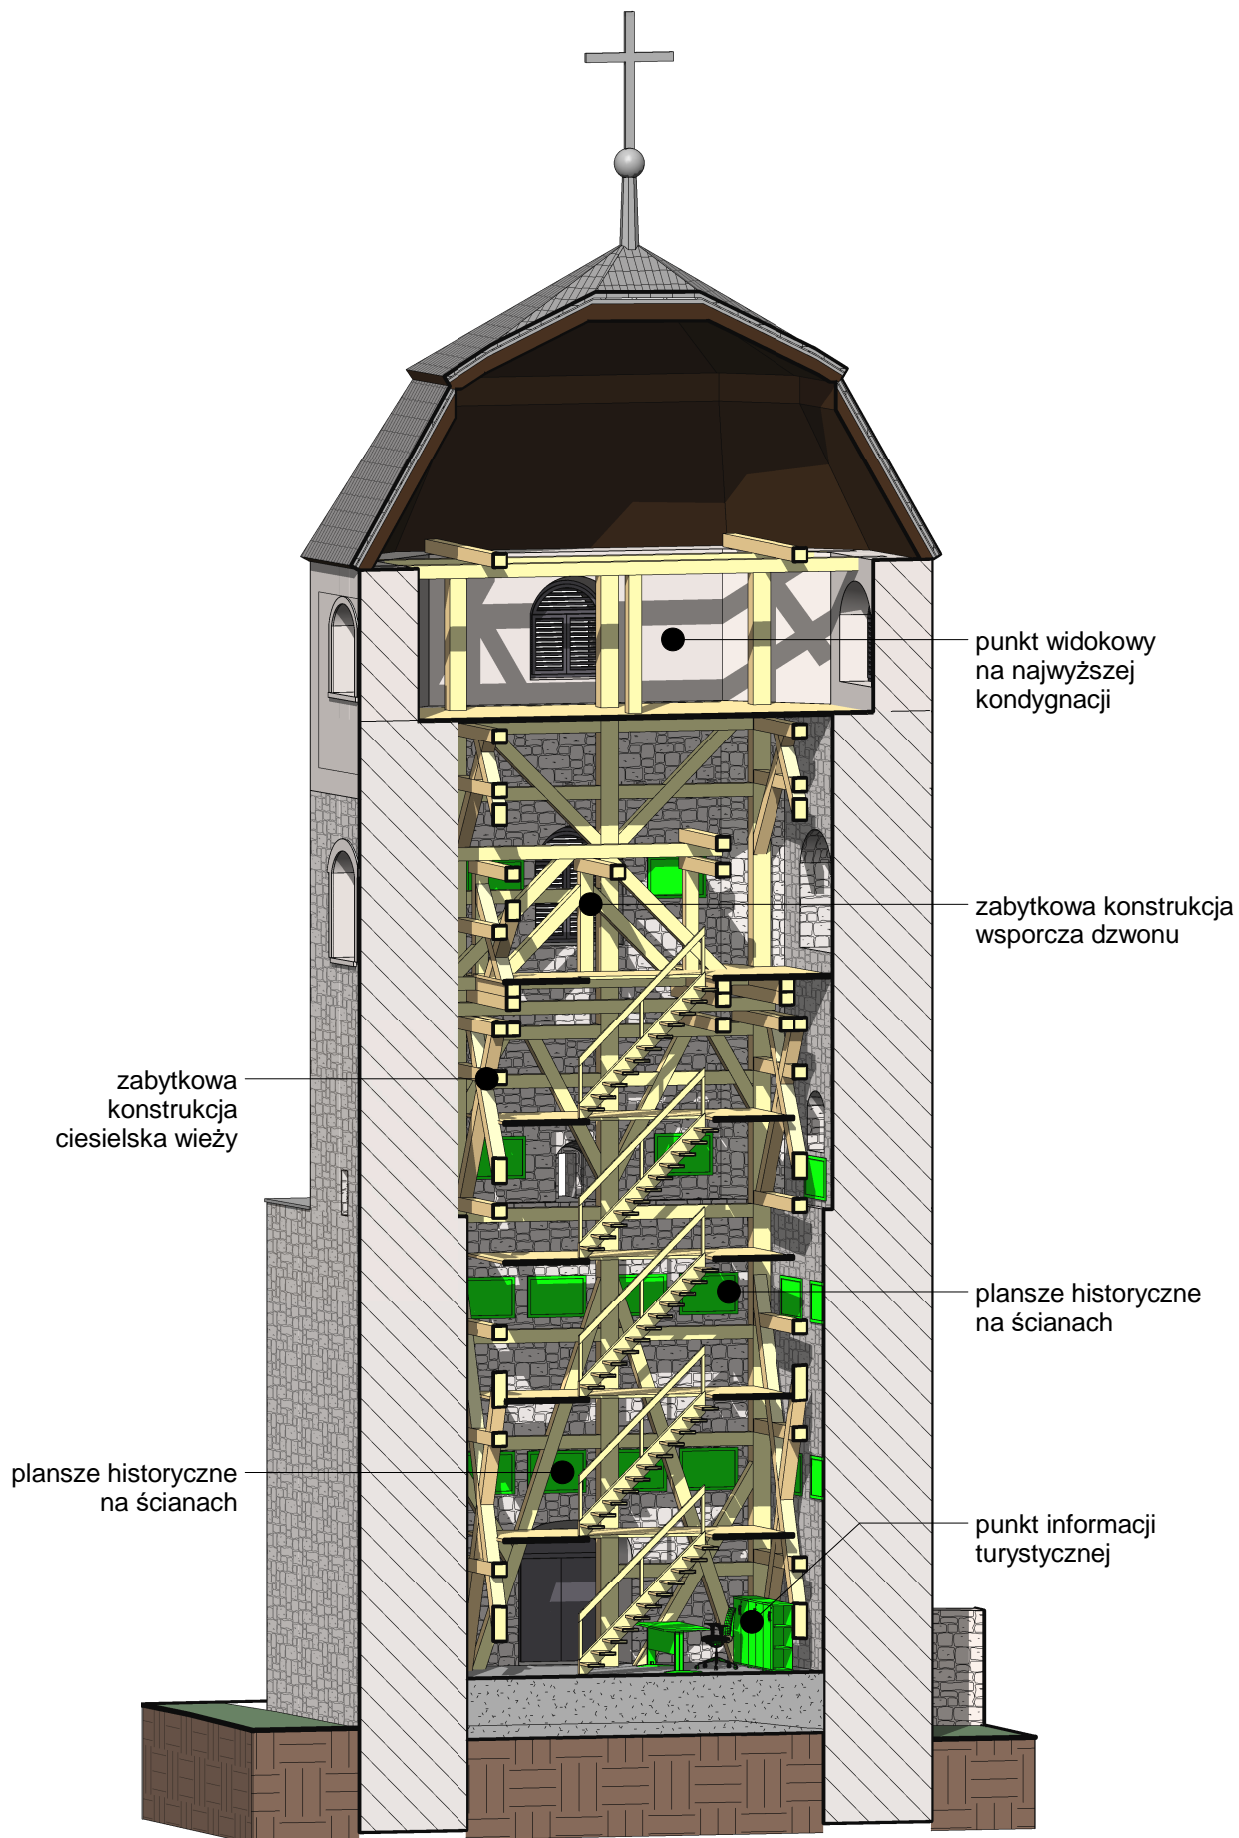 punkt widokowy
na najwyższej
kondygnacji
zabytkowa konstrukcja
wsporcza dzwonu
zabytkowa
konstrukcja
ciesielska wieży
plansze historyczne
na ścianach
plansze historyczne
na ścianach
punkt informacji
turystycznej